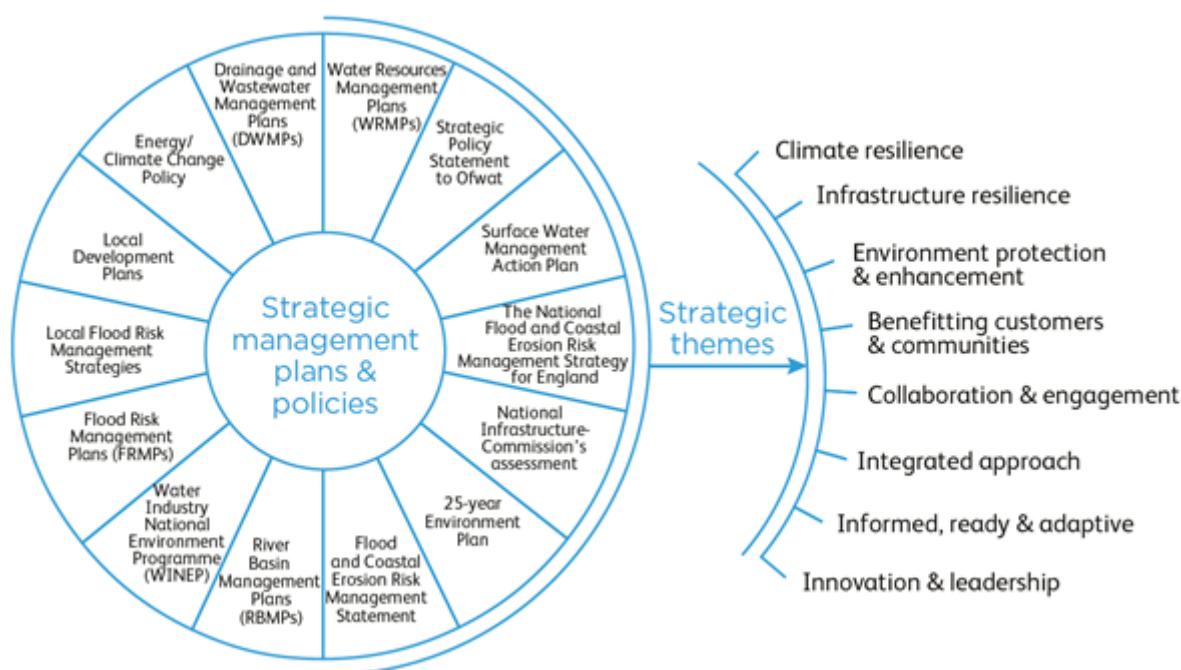 Strategic
management
plans &
policies
Water Resources
Management
Plans
(WRMPs)
Strategic
Policy
Statement
to Ofwat
Surface Water
Management
Action Plan
The National
Flood and Coastal
Erosion Risk
Management Strategy
for England
National
Infrastructure-
Commission's
assessment
25-year
Environment
Plan
Flood
and Coastal
Erosion Risk
Management
Statement
River
Basin
Management
Plans
(RBMPs)
Water
Industry
National
Environment
Programme
(WINEP)
Flood Risk
Management
Plans (FRMPs)
Local Flood Risk
Management
Strategies
Local
Development
Plans
Energy/
Climate Change
Policy
Drainage and
Wastewater
Management
Plans
(DWMPs)
Strategic
themes
Climate resilience
Infrastructure resilience
Environment protection
& enhancement
Benefitting customers
& communities
Collaboration & engagement
Integrated approach
Informed, ready & adaptive
Innovation & leadership